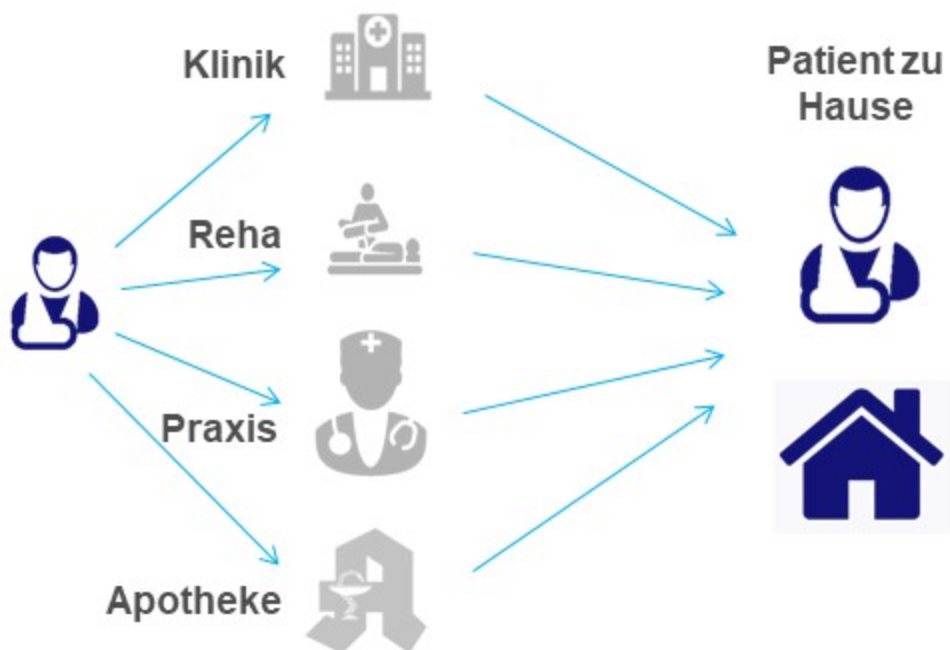 Klinik
Patient zu
Hause
Reha
Praxis
Apotheke